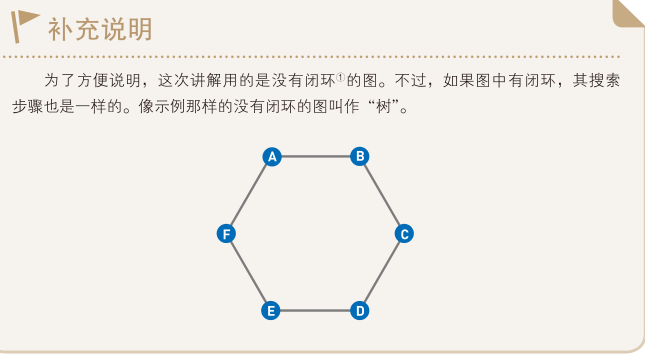 补充说明
为了方便说明，这次讲解用的是没有闭环①的图。不过，如果图中有闭环，其搜索
步骤也是一样的。像示例那样的没有闭环的图叫作“树”。
A B
F C
E D